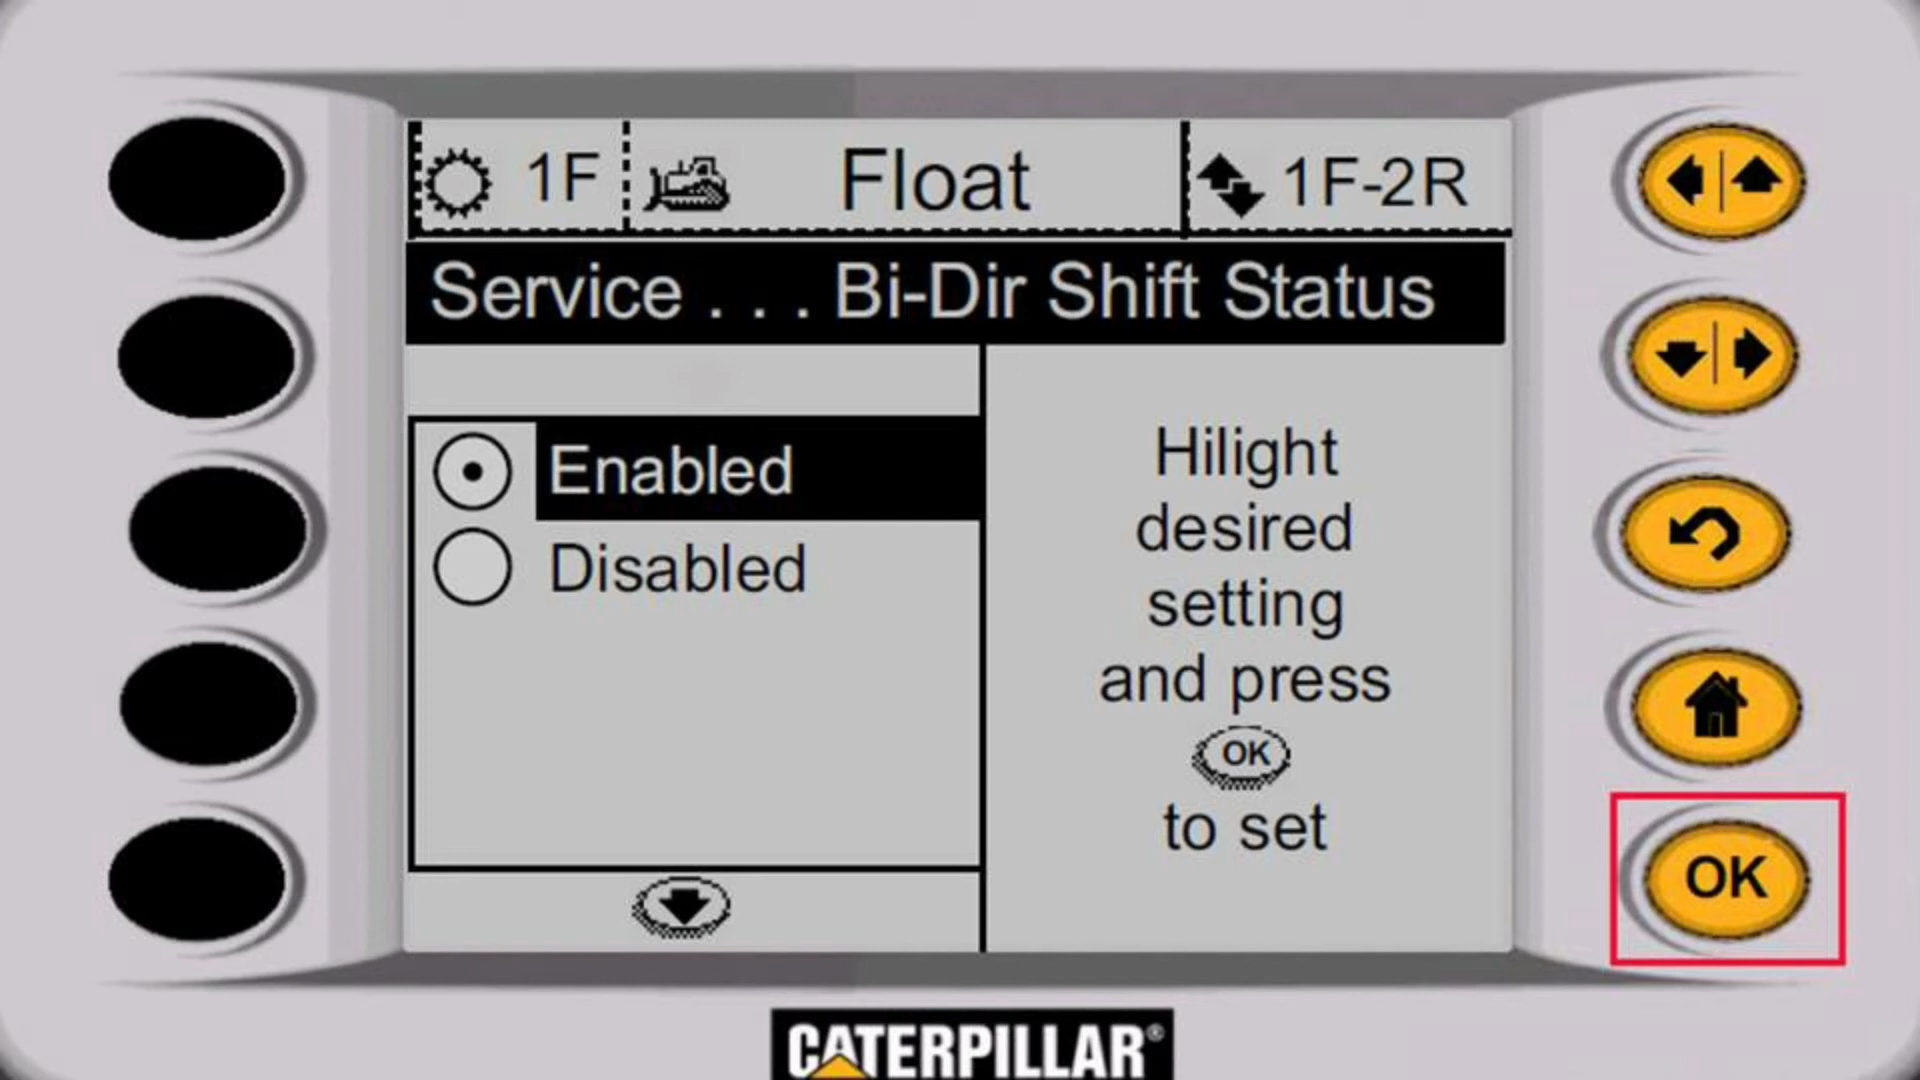 1F Float 1F-2R
Service . . . Bi-Dir Shift Status
Enabled
Disabled
Hilight
desired
setting
and press
OK
to set
OK
CATERPILLAR®